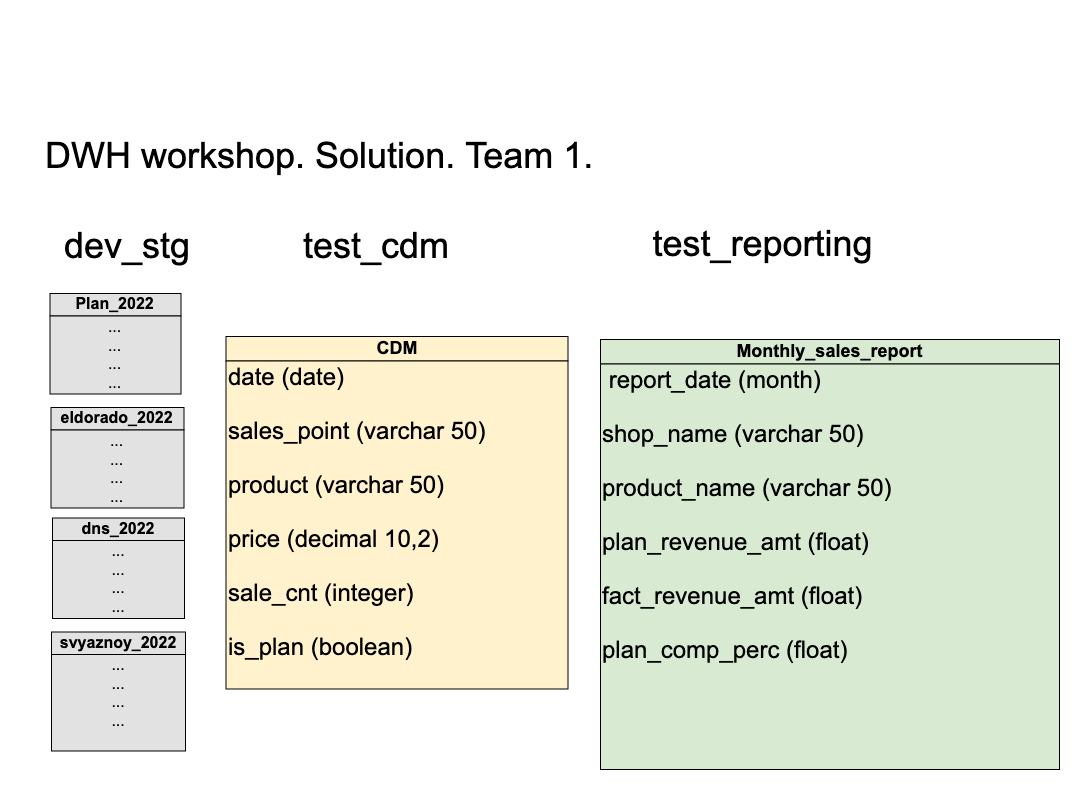 DWH workshop. Solution. Team 1.
dev_stg
test_cdm
test_reporting
Plan_2022
...
...
...
...
eldorado_2022
...
...
...
...
dns_2022
...
...
...
...
svyaznoy_2022
...
...
...
...
CDM
date (date)
sales_point (varchar 50)
product (varchar 50)
price (decimal 10,2)
sale_cnt (integer)
is_plan (boolean)
Monthly_sales_report
report_date (month)
shop_name (varchar 50)
product_name (varchar 50)
plan_revenue_amt (float)
fact_revenue_amt (float)
plan_comp_perc (float)